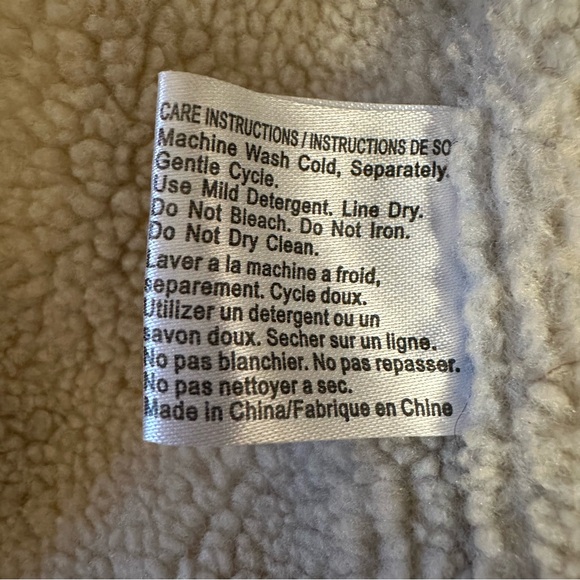 CARE INSTRUCTIONS / INSTRUCTIONS DE SO
Machine Wash Cold, Separately.
Gentle Cycle.
Use Mild Detergent. Line Dry.
Do Not Bleach. Do Not Iron.
Do Not Dry Clean.
Laver a la machine a froid,
separement. Cycle doux.
Utilizer un detergent ou un
savon doux. Secher sur un ligne.
No pas blanchier. No pas repasser.
No pas nettoyer a sec.
Made in China/Fabrique en Chine